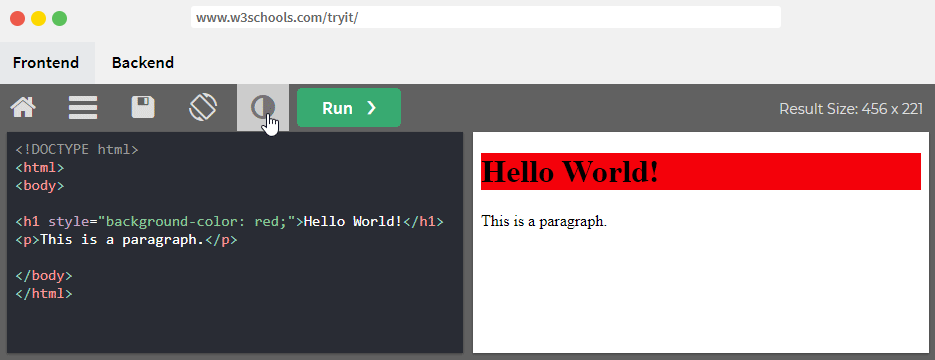 www.w3schools.com/tryit/
Frontend Backend
Run ❯ Result Size: 456 x 221
<!DOCTYPE html>
<html>
<body>
<h1 style="background-color: red;">Hello World!</h1>
<p>This is a paragraph.</p>
</body>
</html>
Hello World!
This is a paragraph.